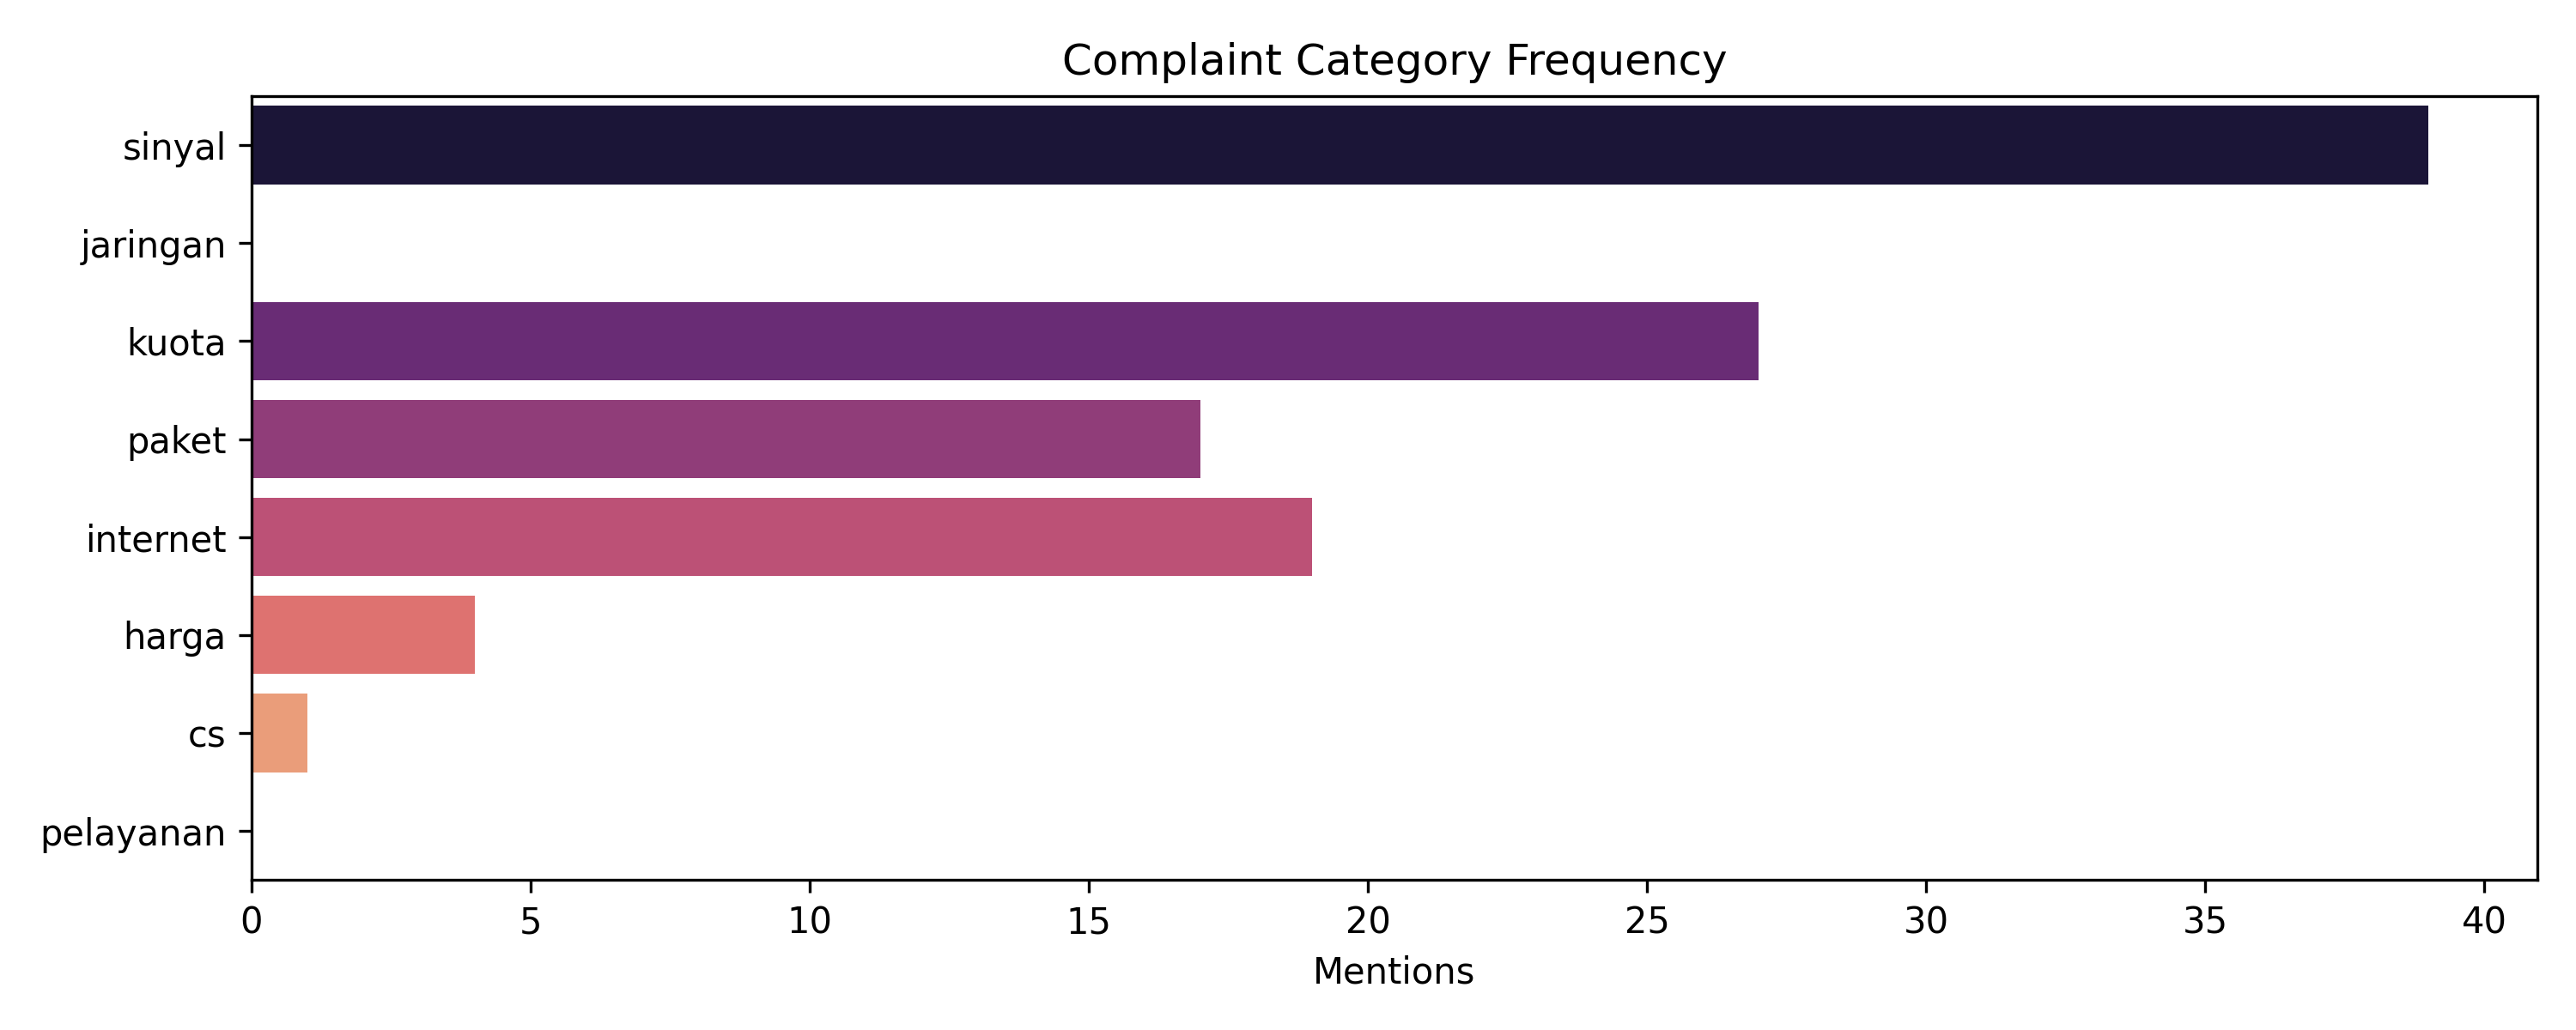 Complaint Category Frequency
sinyal
jaringan
kuota
paket
internet
harga
cs
pelayanan
0 5 10 15 20 25 30 35 40
Mentions